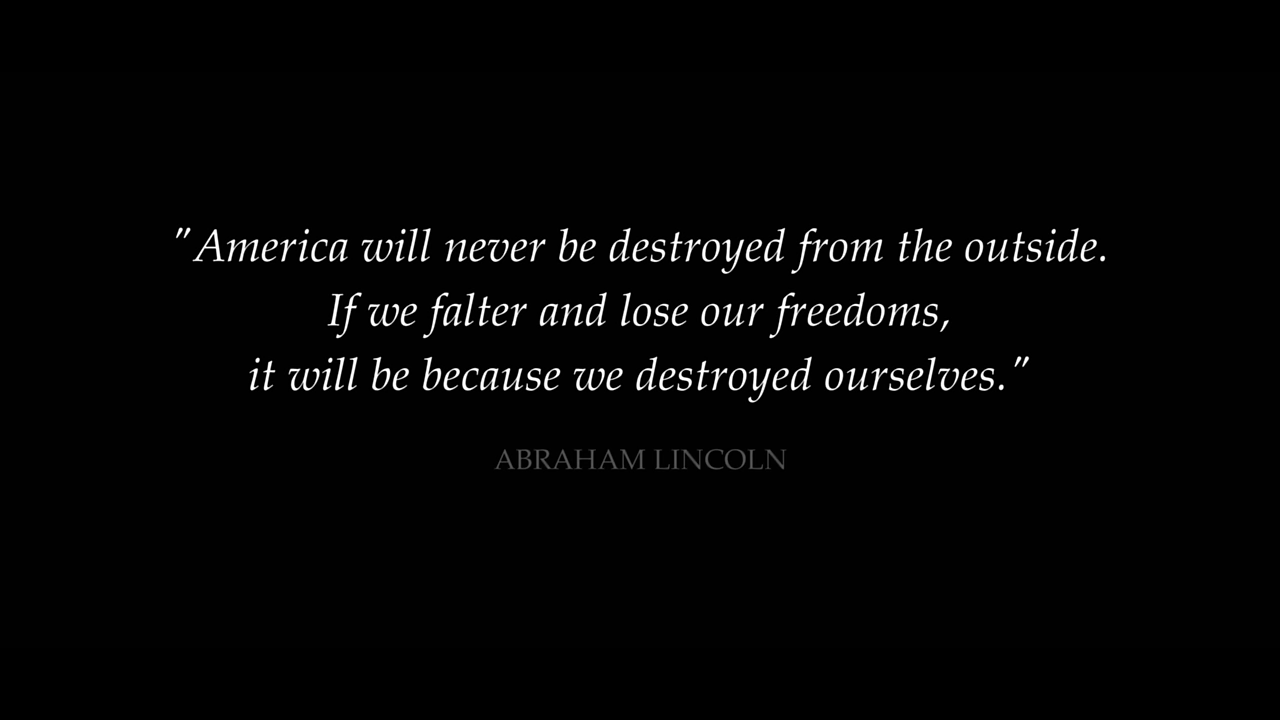 "America will never be destroyed from the outside.
If we falter and lose our freedoms,
it will be because we destroyed ourselves."
ABRAHAM LINCOLN